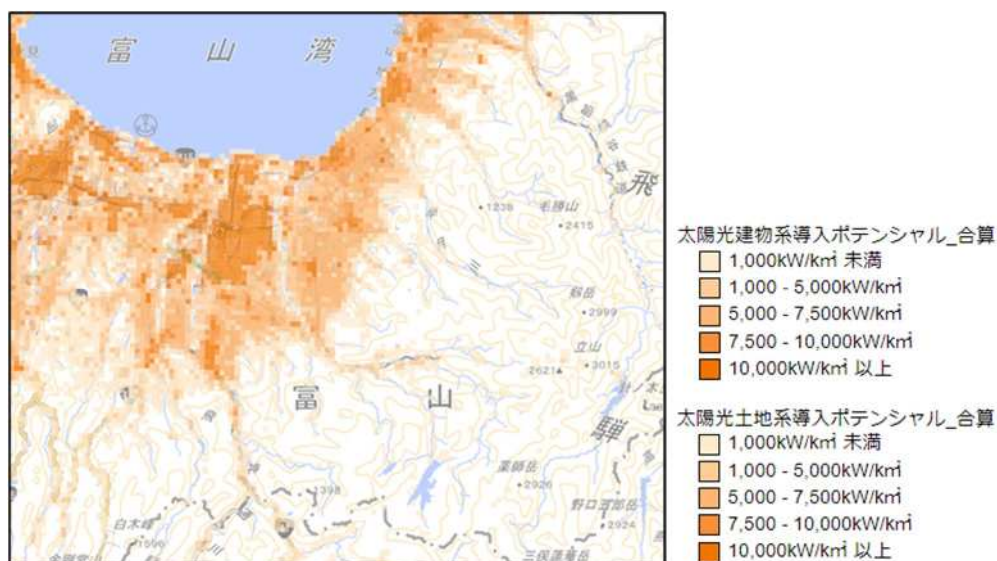 富山湾
飛
・1238
毛勝山
・2415
剱岳
・2999
立山
2621▲
・3015
富山
騨
薬師岳
・2926
1398
野口五郎岳
・2924
白木峰
・1596
太陽光建物系導入ポテンシャル_合算
1,000kW/k㎡ 未満
1,000 - 5,000kW/k㎡
5,000 - 7,500kW/k㎡
7,500 - 10,000kW/k㎡
10,000kW/k㎡ 以上
太陽光土地系導入ポテンシャル_合算
1,000kW/k㎡ 未満
1,000 - 5,000kW/k㎡
5,000 - 7,500kW/k㎡
7,500 - 10,000kW/k㎡
10,000kW/k㎡ 以上